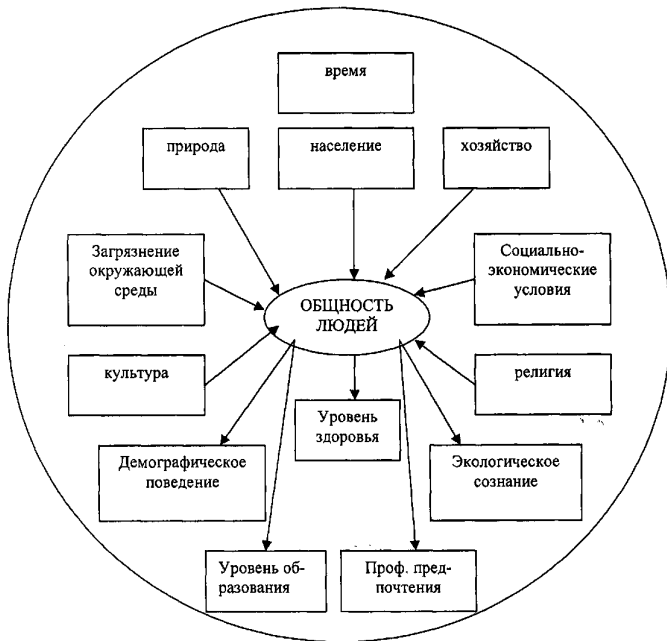 время
природа
население
хозяйство
Загрязнение
окружающей
среды
Социально-
экономические
условия
ОБЩНОСТЬ
ЛЮДЕЙ
культура
религия
Уровень
здоровья
Демографическое
поведение
Экологическое
сознание
Уровень об-
разования
Проф. пред-
почтения